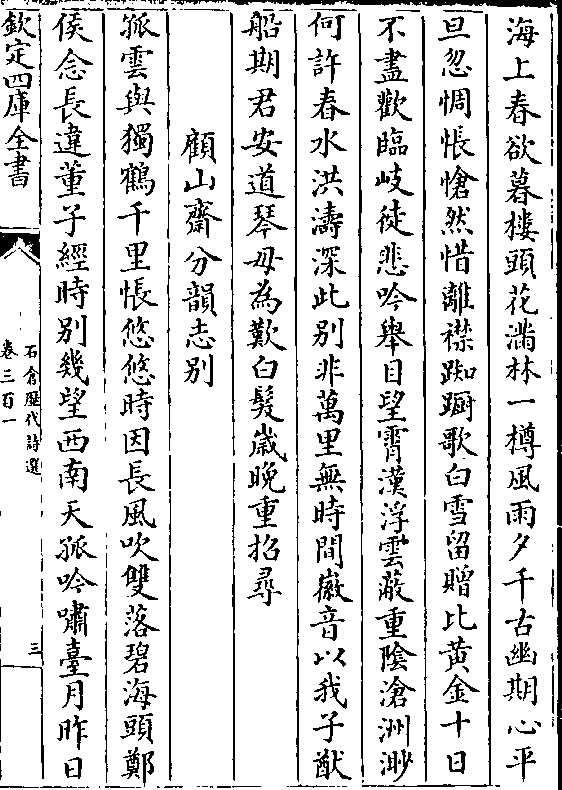 海上春欲暮樓頭花滿林一樽風雨夕千古幽期心平
旦忽惆悵愴然惜離襟踟蹰歌白雪留贈比黄金十日
不盡歡臨岐徒悲吟舉目望霄漢浮雲蔽重陰滄洲渺
何許春水洪濤深此别非萬里無時間徽音以我子猷
船期君安道琴毋為歎白髮歲晚重招尋
顧山齋分韻志别
孤雲與獨鶴千里悵悠悠時因長風吹雙落碧海頭鄭
侯念長違董子經時别幾望西南天孤吟嘯臺月昨日
欽定四庫全書
石倉歷代詩選
卷三百一
三